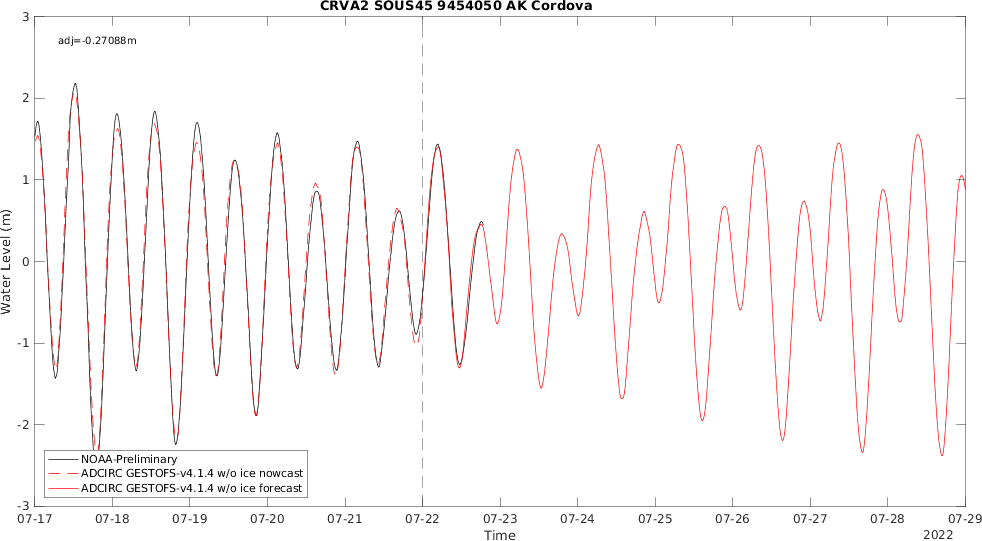 CRVA2 SOUS45 9454050 AK Cordova
adj=-0.27088m
3
2
1
0
-1
-2
-3
Water Level (m)
NOAA-Preliminary
ADCIRC GESTOFS-v4.1.4 w/o ice nowcast
ADCIRC GESTOFS-v4.1.4 w/o ice forecast
07-17 07-18 07-19 07-20 07-21 07-22 07-23 07-24 07-25 07-26 07-27 07-28 07-29
Time
2022